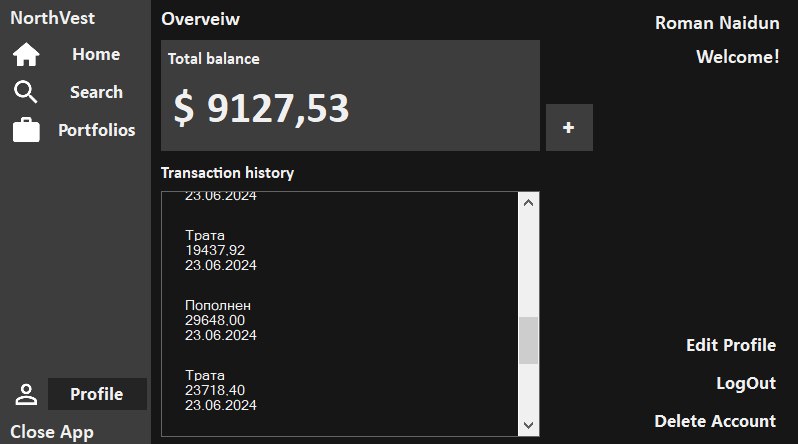 NorthVest
Home
Search
Portfolios
Profile
Close App
Overveiw
Total balance
$ 9127,53
+
Transaction history
23.06.2024
Трата
19437.92
23.06.2024
Пополнен
29648.00
23.06.2024
Трата
23718.40
23.06.2024
Roman Naidun
Welcome!
Edit Profile
LogOut
Delete Account